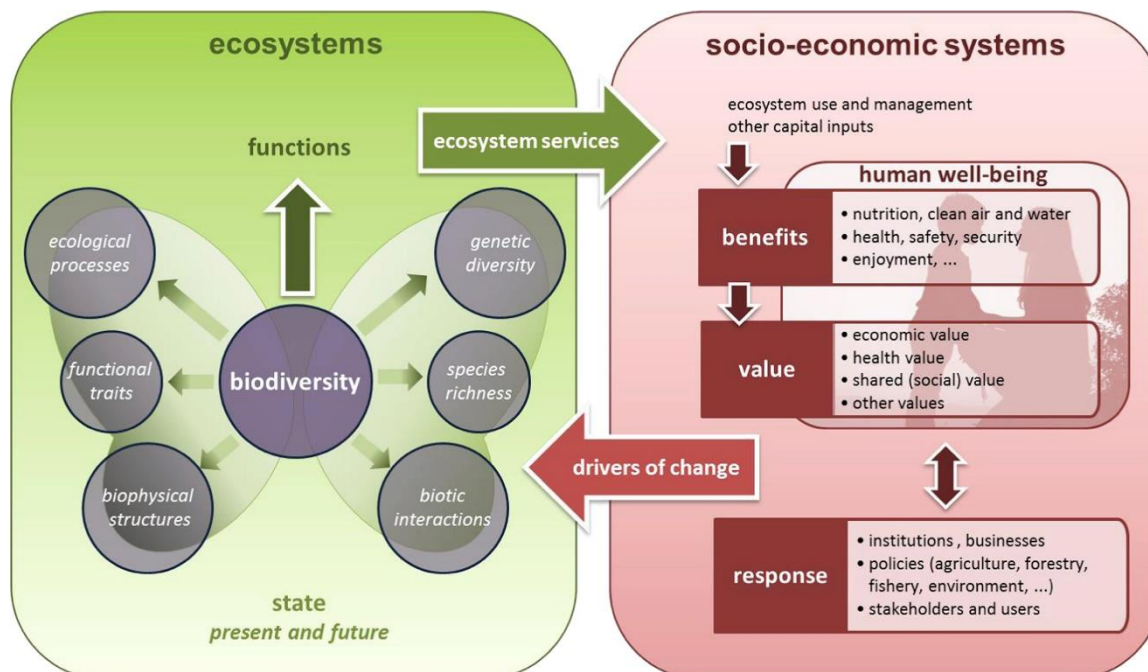 ecosystems
functions
ecological
processes
genetic
diversity
functional
traits
biodiversity
species
richness
biophysical
structures
biotic
interactions
state
present and future
ecosystem services
drivers of change
socio-economic systems
ecosystem use and management
other capital inputs
human well-being
benefits
• nutrition, clean air and water
• health, safety, security
• enjoyment, ...
value
• economic value
• health value
• shared (social) value
• other values
response
• institutions , businesses
• policies (agriculture, forestry,
fishery, environment, ...)
• stakeholders and users